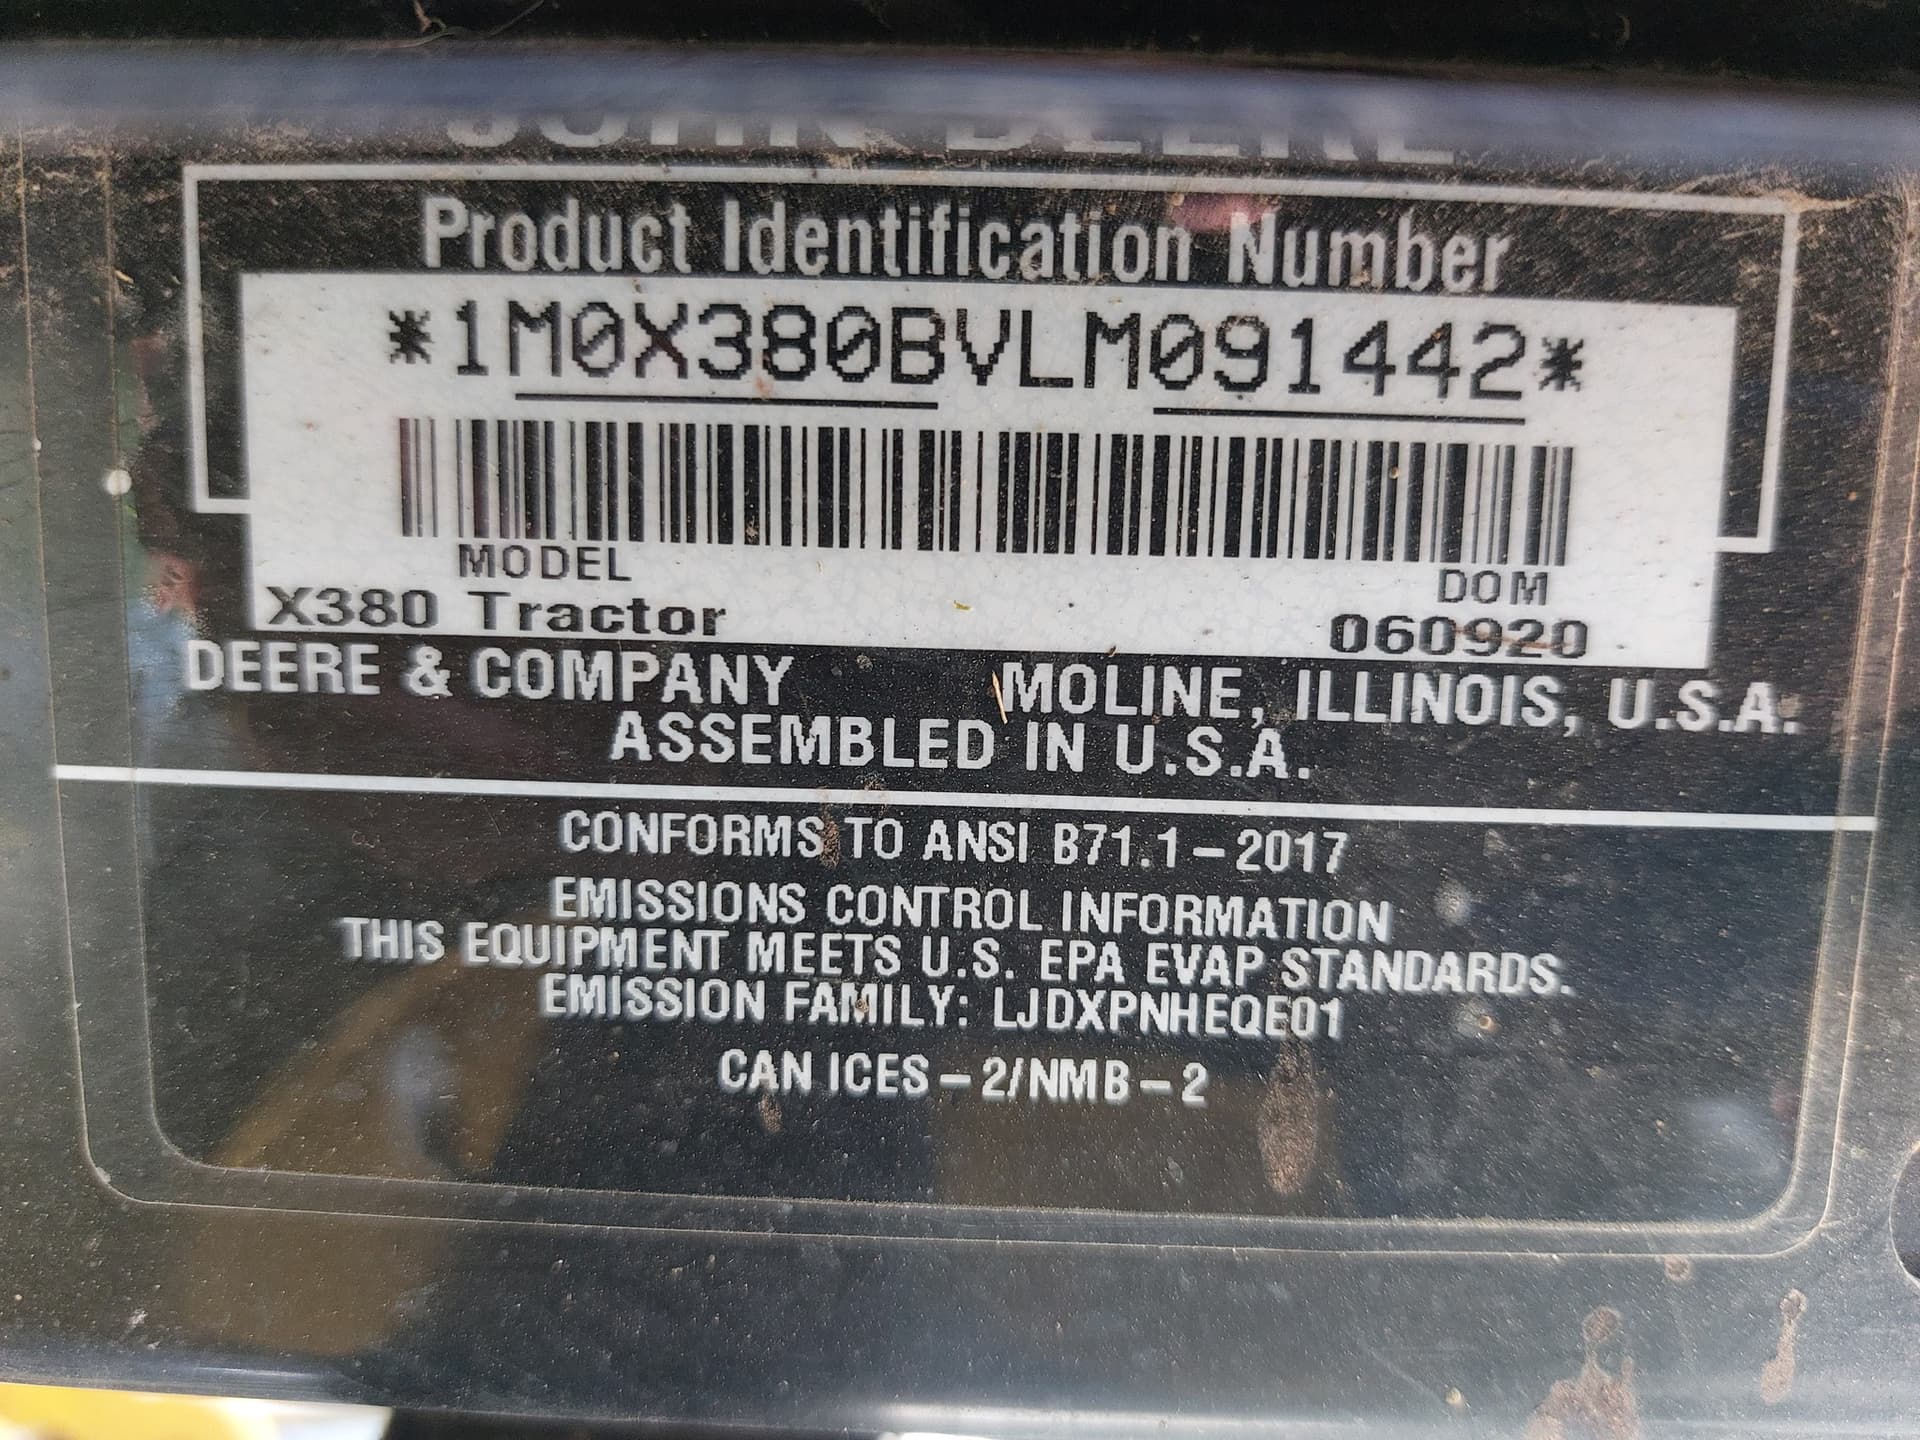 JOHN DEERE
Product Identification Number
*1M0X380BVLM091442*
MODEL
DOM
X380 Tractor
060920
DEERE & COMPANY MOLINE, ILLINOIS, U.S.A.
ASSEMBLED IN U.S.A.
CONFORMS TO ANSI B71.1-2017
EMISSIONS CONTROL INFORMATION
THIS EQUIPMENT MEETS U.S. EPA EVAP STANDARDS.
EMISSION FAMILY: LJDXPNHEQE01
CAN ICES-2/NMB-2